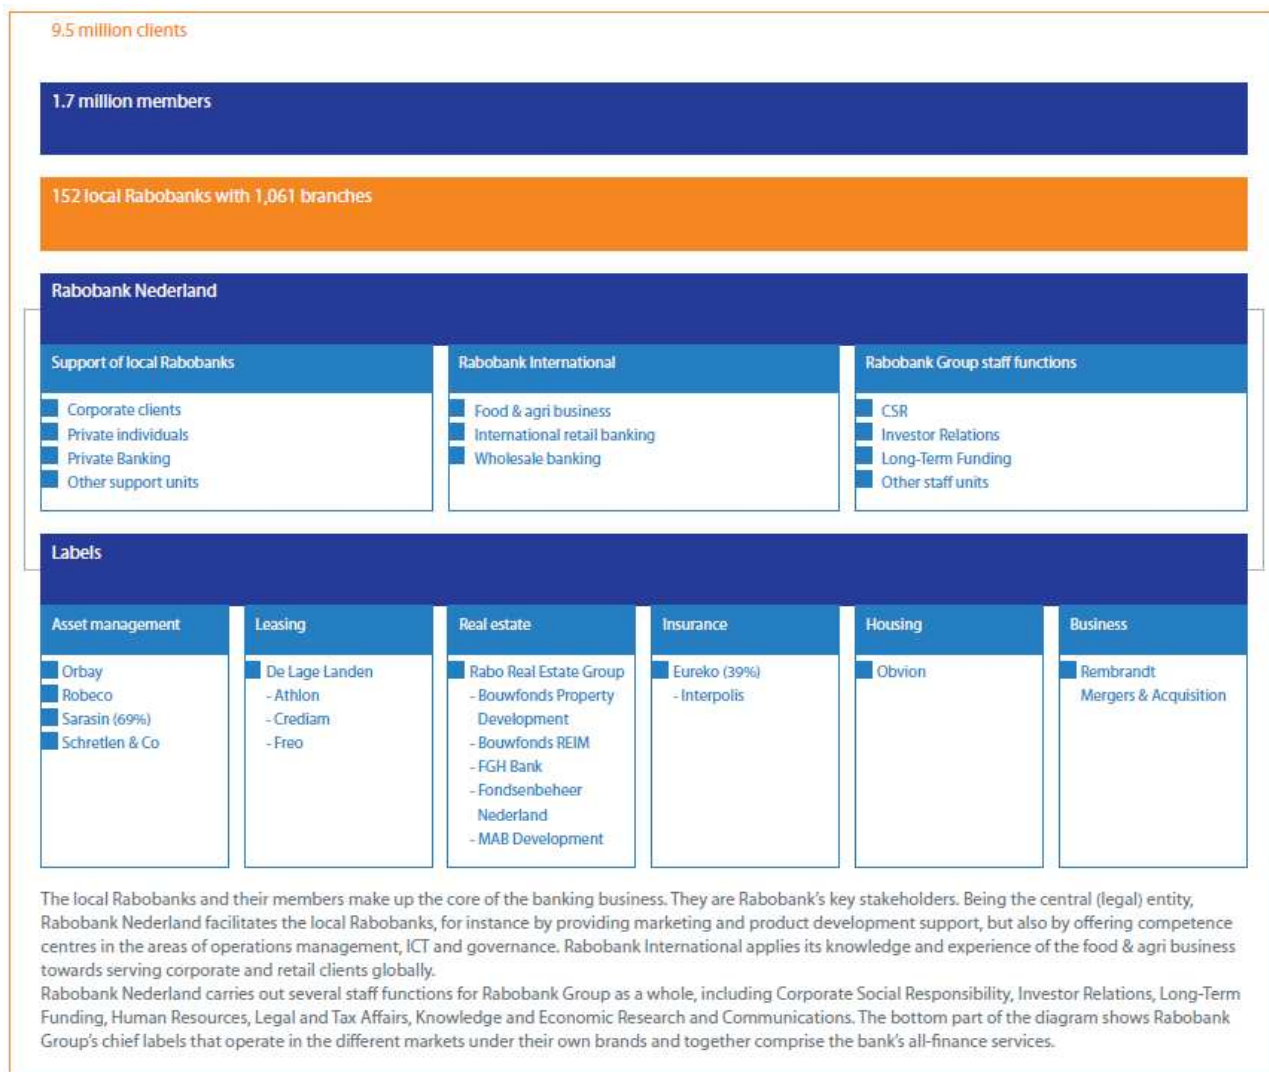 9.5 million clients
1.7 million members
152 local Rabobanks with 1,061 branches
Rabobank Nederland
Support of local Rabobanks
Corporate clients
Private individuals
Private Banking
Other support units
Rabobank International
Food & agri business
International retail banking
Wholesale banking
Rabobank Group staff functions
CSR
Investor Relations
Long-Term Funding
Other staff units
Labels
Asset management
Orbay
Robeco
Sarasin (69%)
Schretlen & Co
Leasing
De Lage Landen
- Athlon
- Crediam
- Freo
Real estate
Rabo Real Estate Group
- Bouwfonds Property
Development
- Bouwfonds REIM
- FGH Bank
- Fondsenbeheer
Nederland
- MAB Development
Insurance
Eureko (39%)
- Interpolis
Housing
Obvion
Business
Rembrandt
Mergers & Acquisition
The local Rabobanks and their members make up the core of the banking business. They are Rabobank's key stakeholders. Being the central (legal) entity,
Rabobank Nederland facilitates the local Rabobanks, for instance by providing marketing and product development support, but also by offering competence
centres in the areas of operations management, ICT and governance. Rabobank International applies its knowledge and experience of the food & agri business
towards serving corporate and retail clients globally.
Rabobank Nederland carries out several staff functions for Rabobank Group as a whole, including Corporate Social Responsibility, Investor Relations, Long-Term
Funding, Human Resources, Legal and Tax Affairs, Knowledge and Economic Research and Communications. The bottom part of the diagram shows Rabobank
Group's chief labels that operate in the different markets under their own brands and together comprise the bank's all-finance services.